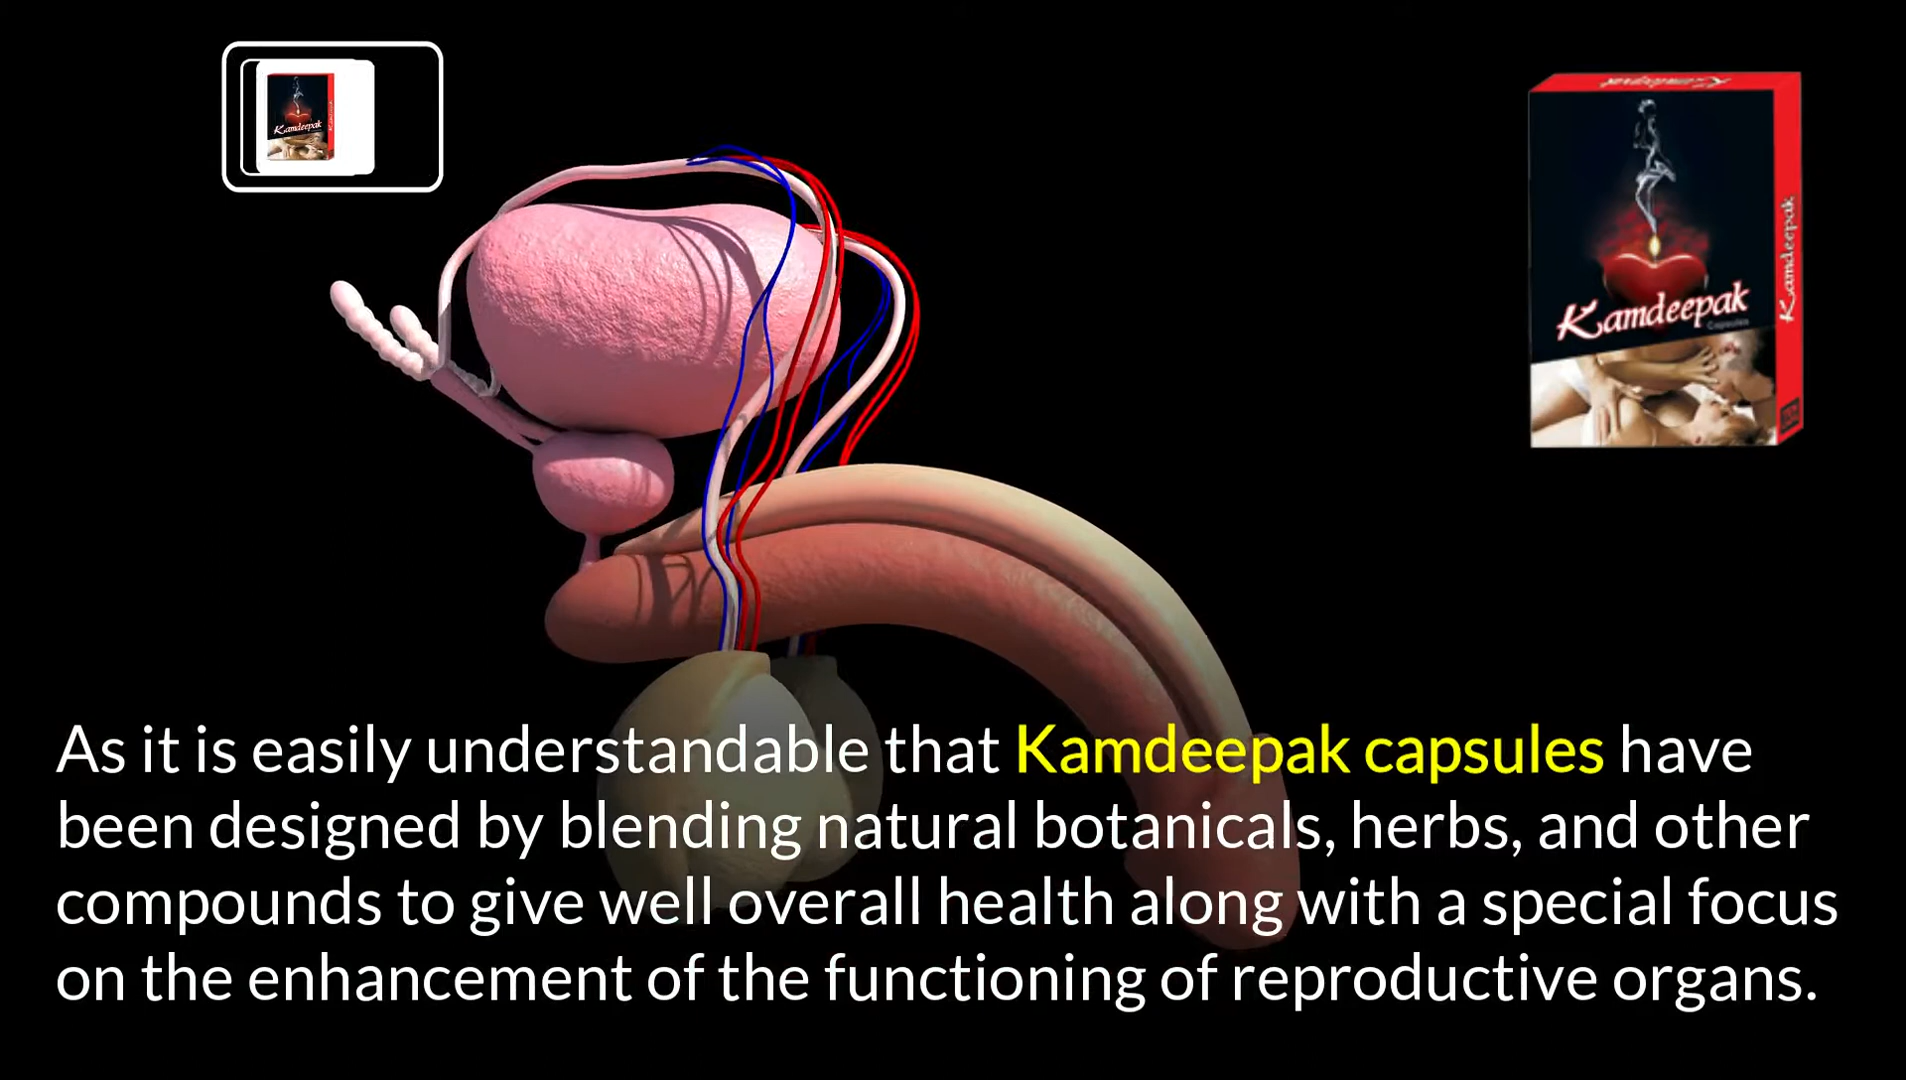 Kamdeepak
Kamdeepak
Kamdeepak
Capsules
Kamdeepak
As it is easily understandable that Kamdeepak capsules have
been designed by blending natural botanicals, herbs, and other
compounds to give well overall health along with a special focus
on the enhancement of the functioning of reproductive organs.